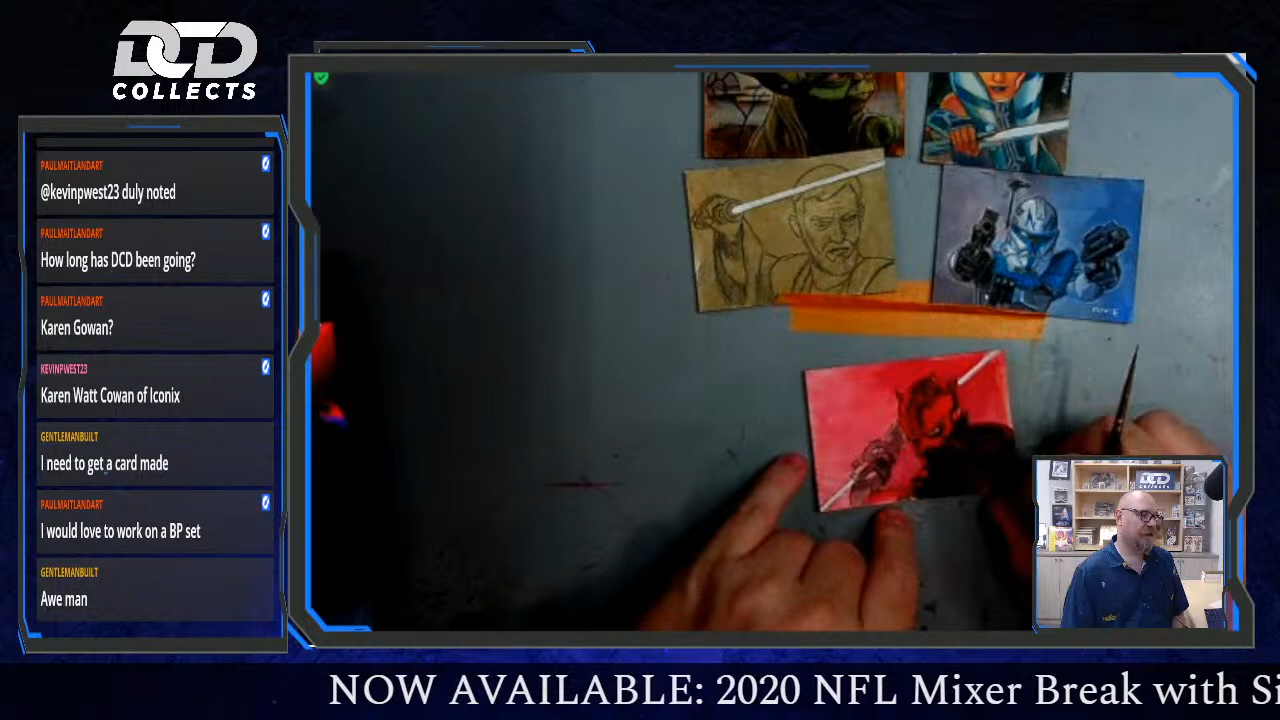 DCD
COLLECTS
PAULMAITLANDART
@kevinpwest23 duly noted
PAULMAITLANDART
How long has DCD been going?
PAULMAITLANDART
Karen Gowan?
KEVINPWEST23
Karen Watt Cowan of Iconix
GENTLEMANBUILT
I need to get a card made
PAULMAITLANDART
I would love to work on a BP set
GENTLEMANBUILT
Awe man
DCD
COLLECTS
NOW AVAILABLE: 2020 NFL Mixer Break with Si